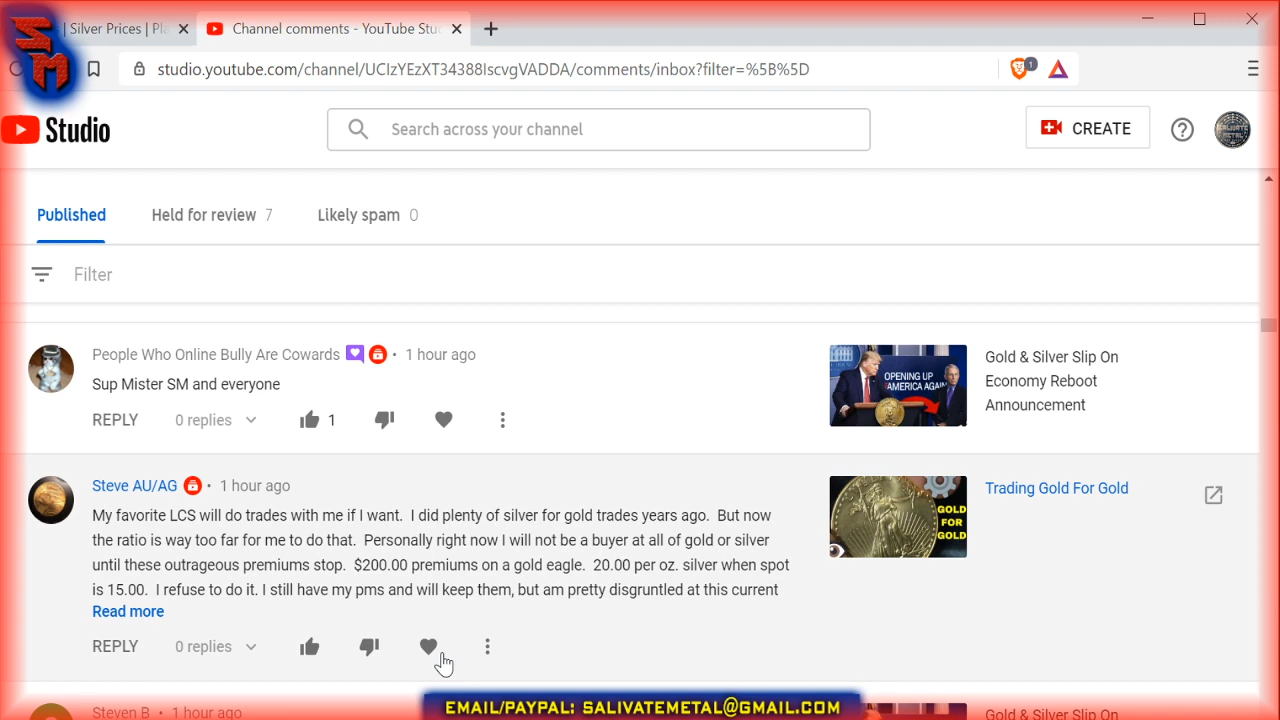 SM
| Silver Prices | Pla
Channel comments - YouTube Stu
studio.youtube.com/channel/UCIzYEzXT34388IscvgVADDA/comments/inbox?filter=%5B%5D
1
Studio
Search across your channel
CREATE
SALIVATE
METAL
Published
Held for review 7
Likely spam 0
Filter
People Who Online Bully Are Cowards • 1 hour ago
Sup Mister SM and everyone
REPLY 0 replies 1
OPENING UP
AMERICA AGAIN
Gold & Silver Slip On
Economy Reboot
Announcement
Steve AU/AG • 1 hour ago
My favorite LCS will do trades with me if I want. I did plenty of silver for gold trades years ago. But now
the ratio is way too far for me to do that. Personally right now I will not be a buyer at all of gold or silver
until these outrageous premiums stop. $200.00 premiums on a gold eagle. 20.00 per oz. silver when spot
is 15.00. I refuse to do it. I still have my pms and will keep them, but am pretty disgruntled at this current
Read more
REPLY 0 replies
GOLD
FOR
GOLD
Trading Gold For Gold
Steven B • 1 hour ago
Gold & Silver Slip On
EMAIL/PAYPAL: SALIVATEMETAL@GMAIL.COM